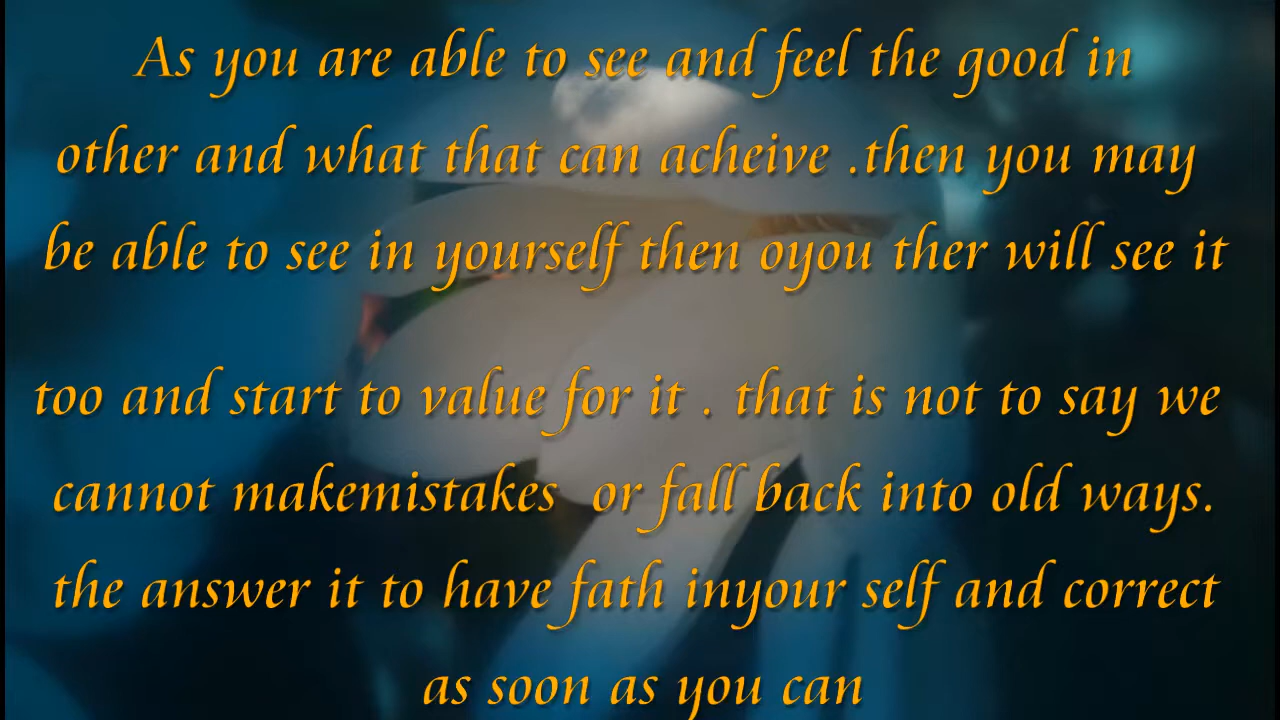 As you are able to see and feel the good in
other and what that can acheive .then you may
be able to see in yourself then oyou ther will see it
too and start to value for it . that is not to say we
cannot makemistakes or fall back into old ways.
the answer it to have fath inyour self and correct
as soon as you can